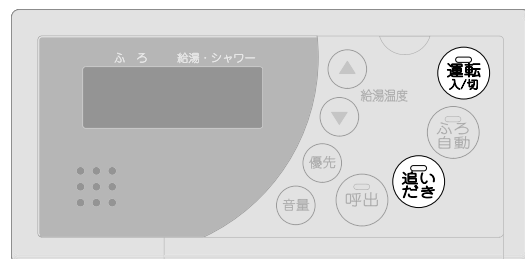 ふろ 給湯・シャワー
運転
入/切
給湯温度
ふろ
自動
優先
追い
だき
音量
呼出